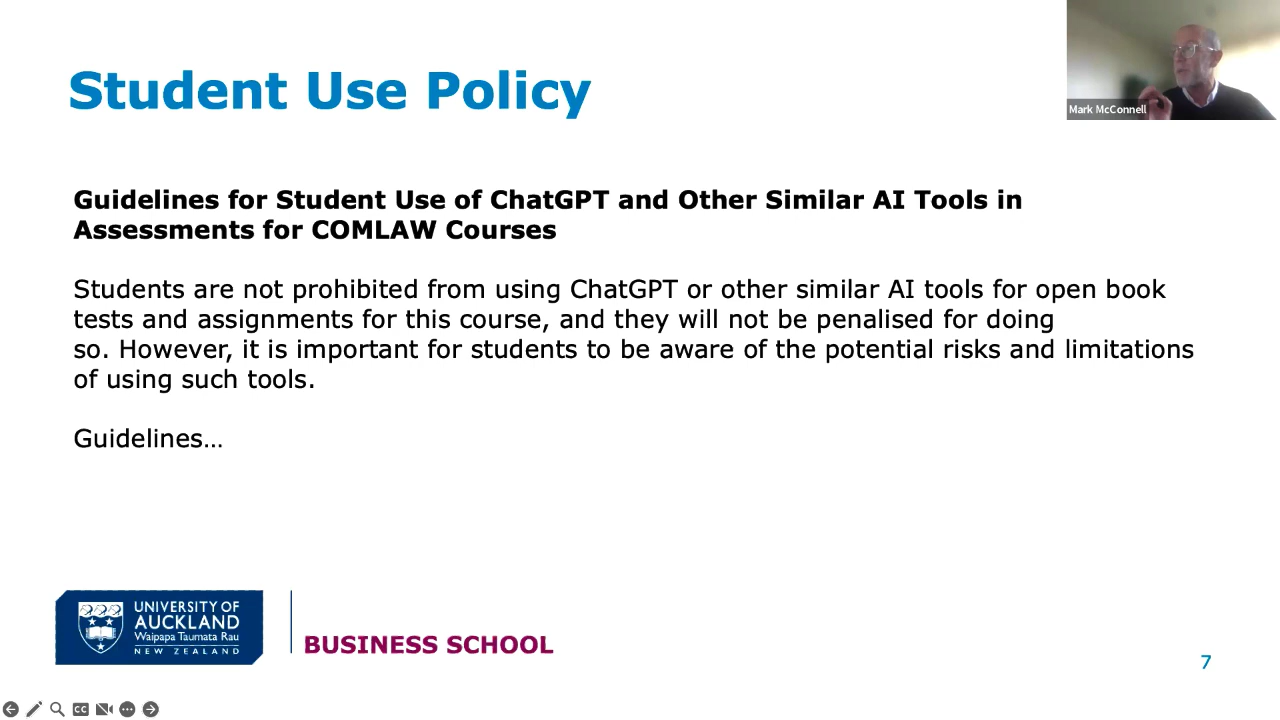 Student Use Policy
Mark McConnell
Guidelines for Student Use of ChatGPT and Other Similar AI Tools in
Assessments for COMLAW Courses
Students are not prohibited from using ChatGPT or other similar AI tools for open book
tests and assignments for this course, and they will not be penalised for doing
so. However, it is important for students to be aware of the potential risks and limitations
of using such tools.
Guidelines…
UNIVERSITY OF
AUCKLAND
Waipapa Taumata Rau
NEW ZEALAND
BUSINESS SCHOOL
7
CC